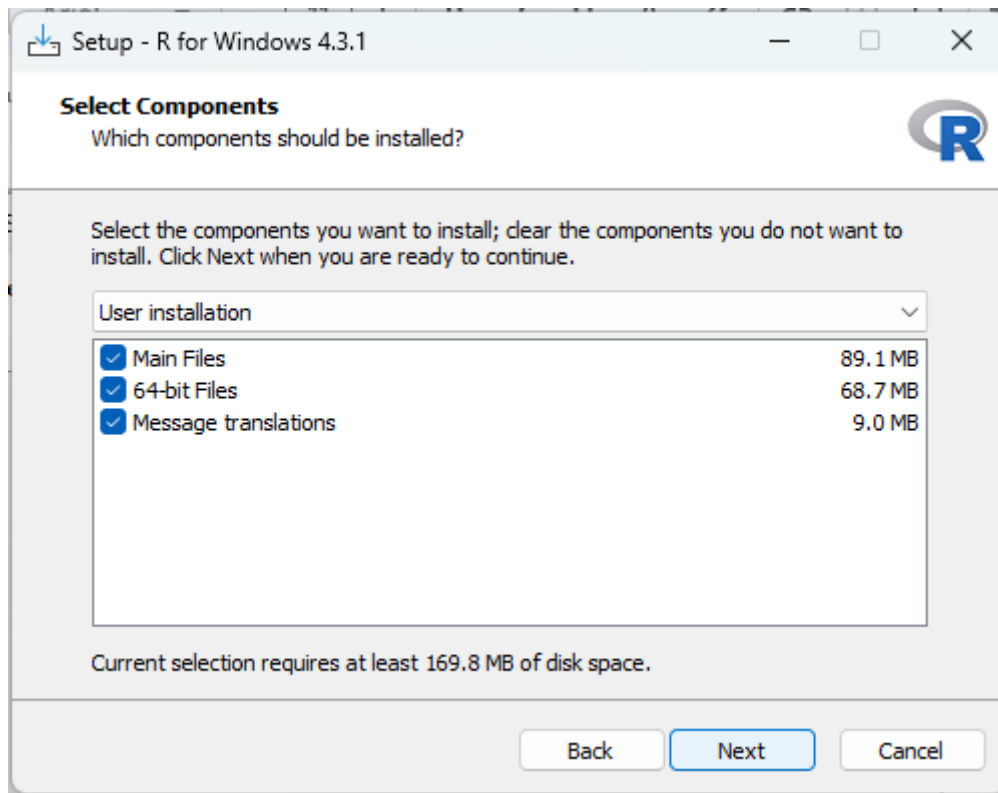 Setup - R for Windows 4.3.1
Select Components
Which components should be installed?
R
Select the components you want to install; clear the components you do not want to
install. Click Next when you are ready to continue.
User installation
Main Files 89.1 MB
64-bit Files 68.7 MB
Message translations 9.0 MB
Current selection requires at least 169.8 MB of disk space.
Back Next Cancel